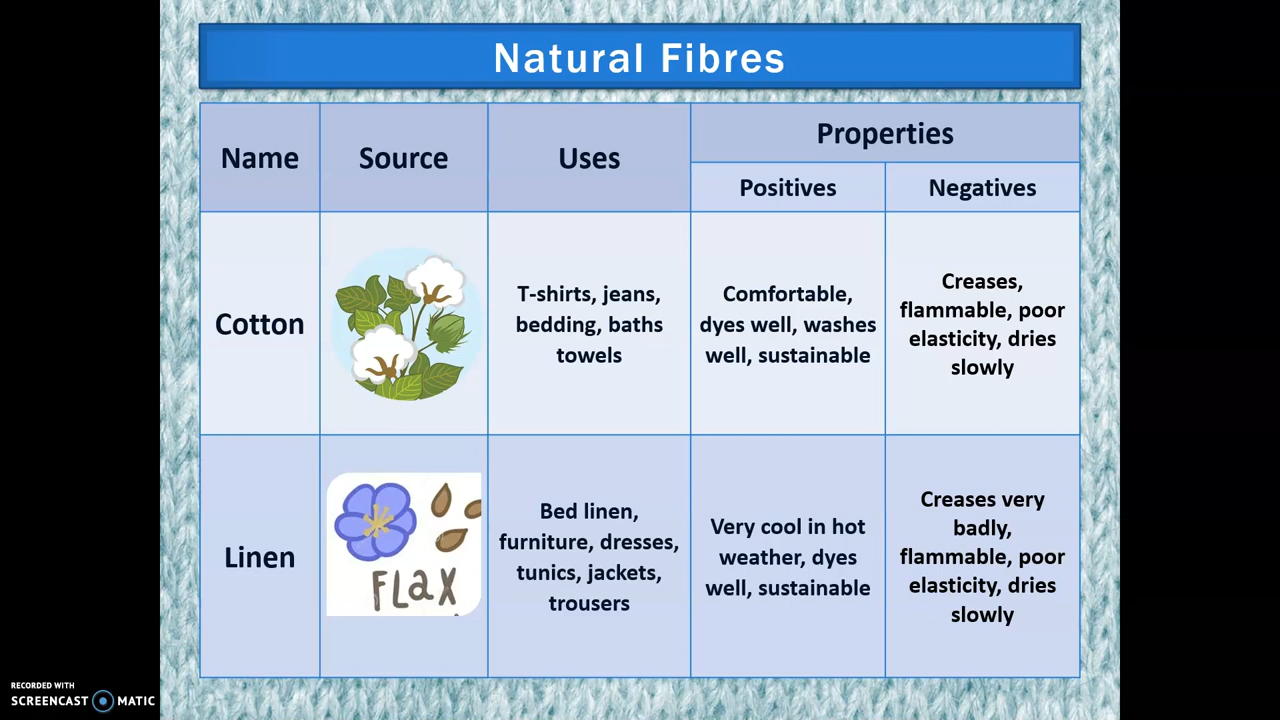 Natural Fibres
Name
Source
Uses
Properties
Positives
Negatives
Cotton
T-shirts, jeans,
bedding, baths
towels
Comfortable,
dyes well, washes
well, sustainable
Creases,
flammable, poor
elasticity, dries
slowly
Linen
FLaX
Bed linen,
furniture, dresses,
tunics, jackets,
trousers
Very cool in hot
weather, dyes
well, sustainable
Creases very
badly,
flammable, poor
elasticity, dries
slowly
RECORDED WITH
SCREENCAST MATIC